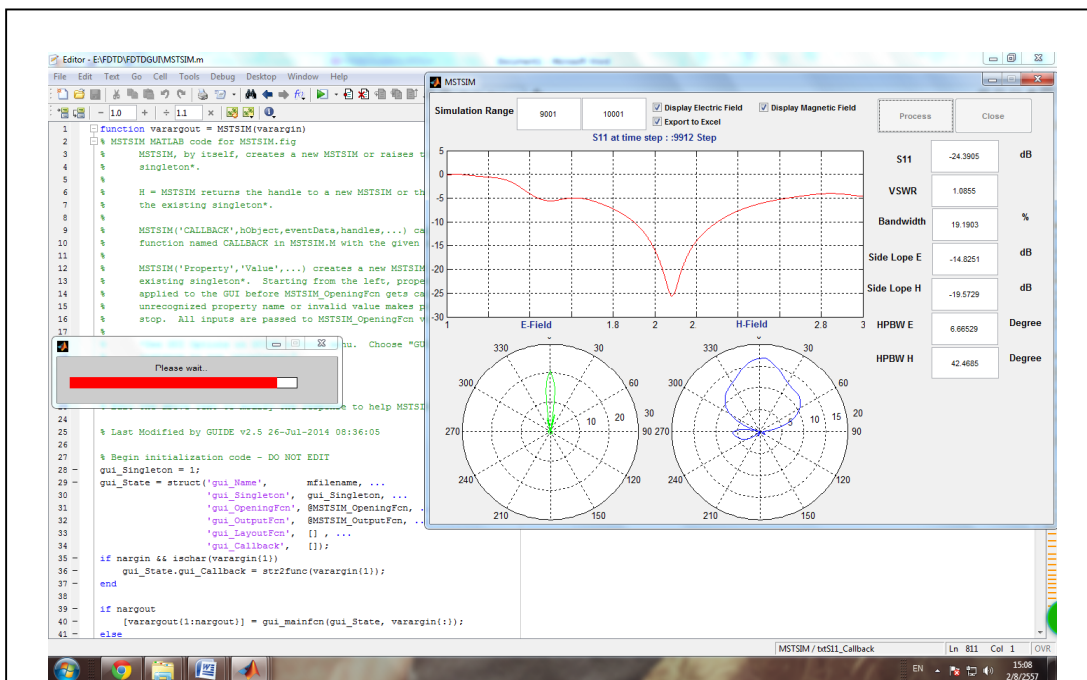 Editor - E:\FDTD\FDTDGUI\MSTSIM.m
File Edit Text Go Cell Tools Debug Desktop Window Help
1.0
1.1
1 function varargout = MSTSIM(varargin)
2 % MSTSIM MATLAB code for MSTSIM.fig
3 % MSTSIM, by itself, creates a new MSTSIM or raises t
4 % singleton*.
5 %
6 % H = MSTSIM returns the handle to a new MSTSIM or th
7 % the existing singleton*.
8 %
9 % MSTSIM('CALLBACK',hObject,eventData,handles,...) ca
10 % function named CALLBACK in MSTSIM.M with the given
11 %
12 % MSTSIM('Property','Value',...) creates a new MSTSIM
13 % existing singleton*. Starting from the left, prope
14 % applied to the GUI before MSTSIM_OpeningFcn gets ca
15 % unrecognized property name or invalid value makes p
16 % stop. All inputs are passed to MSTSIM_OpeningFcn v
17 %
nu. Choose "GU
Please wait..
e to help MSTSI
24
25 % Last Modified by GUIDE v2.5 26-Jul-2014 08:36:05
26
27 % Begin initialization code - DO NOT EDIT
28 gui_Singleton = 1;
29 gui_State = struct('gui_Name', mfilename, ...
30 'gui_Singleton', gui_Singleton, ...
31 'gui_OpeningFcn', @MSTSIM_OpeningFcn, .
32 'gui_OutputFcn', @MSTSIM_OutputFcn, ..
33 'gui_LayoutFcn', [] , ...
34 'gui_Callback', []);
35 if nargin && ischar(varargin{1})
36 gui_State.gui_Callback = str2func(varargin{1});
37 end
38
39 if nargout
40 [varargout{1:nargout}] = gui_mainfcn(gui_State, varargin{:});
41 else
MSTSIM
Simulation Range 9001 10001
Display Electric Field Display Magnetic Field
Export to Excel
Process Close
S11 at time step : :9912 Step
5
0
-5
-10
-15
-20
-25
-30
1 E-Field 1.8 2 2. H-Field 2.8 3
S11 -24.3905 dB
VSWR 1.0855
Bandwidth 19.1903 %
Side Lope E -14.8251 dB
Side Lope H -19.5729 dB
HPBW E 6.66529 Degree
HPBW H 42.4685 Degree
330 30
300 60
10 20 30
270 90
240 120
210 150
330 30
300 60
5 10 15 20
270 90
240 120
210 150
MSTSIM / txtS11_Callback Ln 811 Col 1 OVR
EN 15:08
2/8/2557